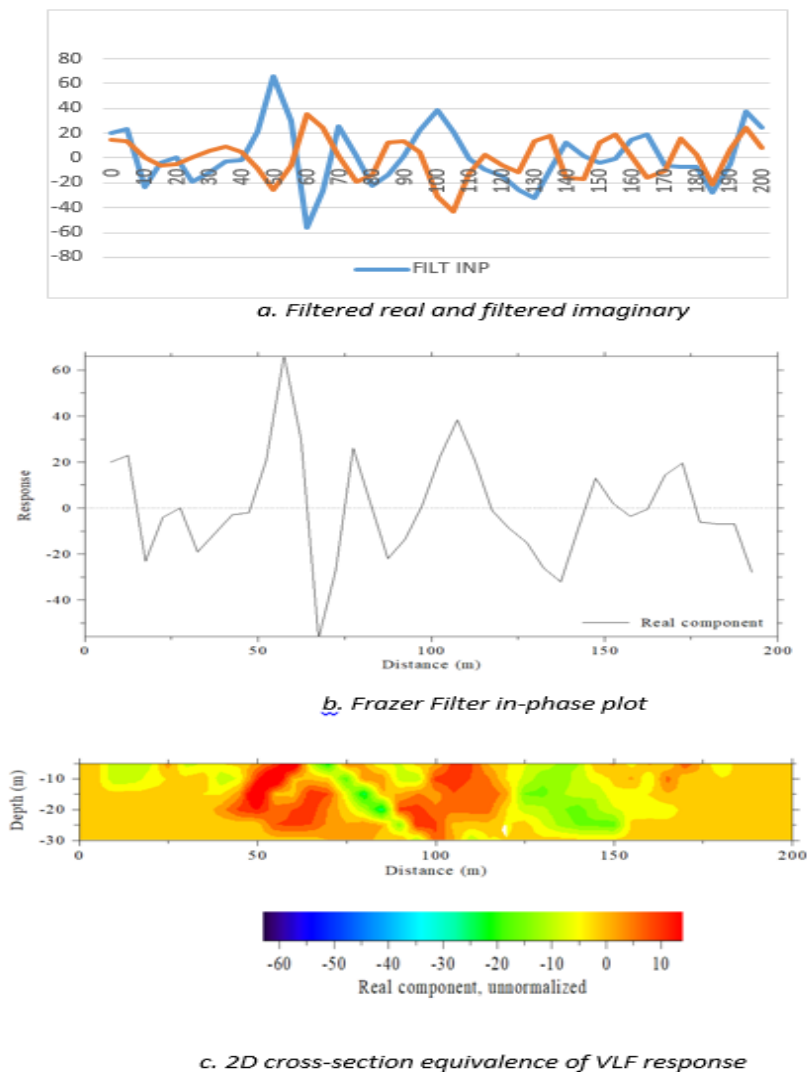 80
60
40
20
0
-20
-40
-60
-80
0 10 20 30 40 50 60 70 80 90 100 110 120 130 140 150 160 170 180 190 200
FILT INP
a. Filtered real and filtered imaginary
60
40
20
0
-20
-40
Response
Real component
0 50 100 150 200
Distance (m)
b. Frazer Filter in-phase plot
Depth (m)
-10
-20
-30
0 50 100 150 200
Distance (m)
-60 -50 -40 -30 -20 -10 0 10
Real component, unnormalized
c. 2D cross-section equivalence of VLF response